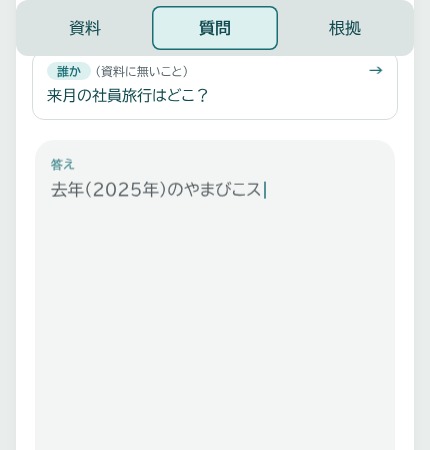 資料 質問 根拠
誰か （資料に無いこと） →
来月の社員旅行はどこ？
答え
去年（2025年）のやまびこス